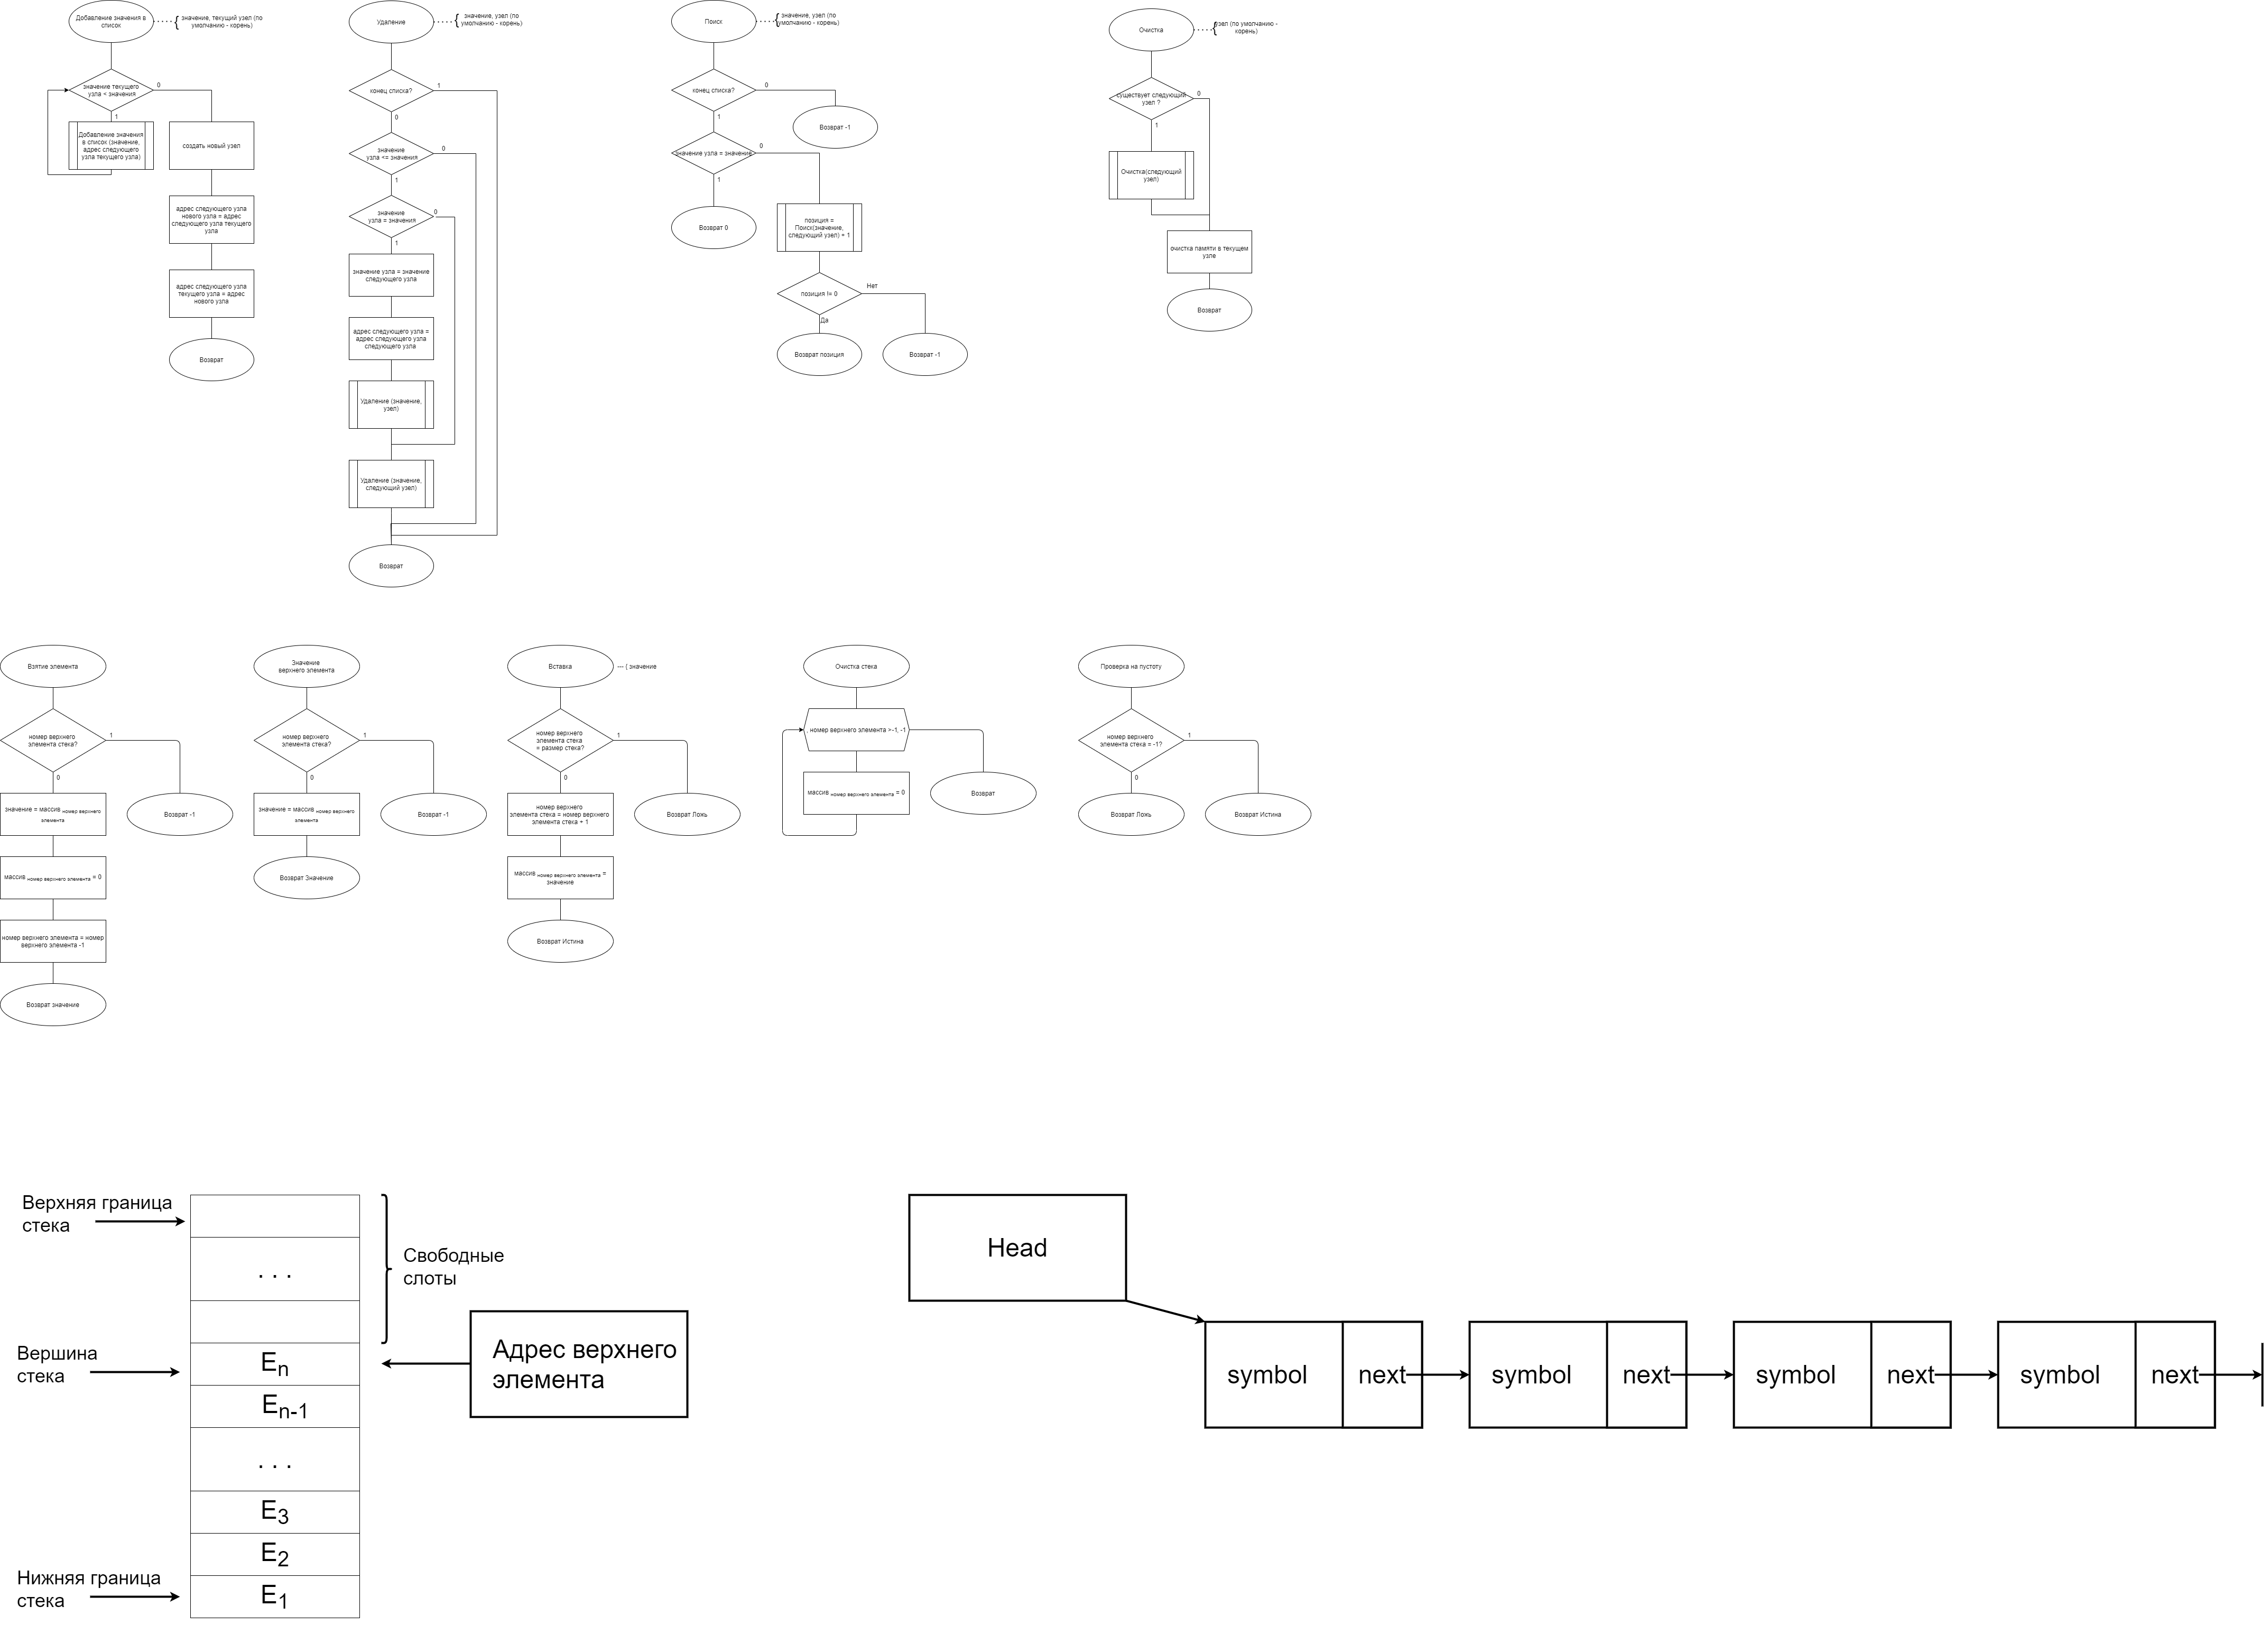 Добавление значения в
список
{
значение, текущий узел (по
умолчанию - корень)
значение текущего
узла < значения
0
1
Добавление значения
в список (значение,
адрес следующего
узла текущего узла)
создать новый узел
адрес следующего узла
нового узла = адрес
следующего узла текущего
узла
адрес следующего узла
текущего узла = адрес
нового узла
Возврат
Удаление
{
значение, узел (по
умолчанию - корень)
конец списка?
1
0
значение
узла <= значения
0
1
значение
узла = значения
0
1
значение узла = значение
следующего узла
адрес следующего узла =
адрес следующего узла
следующего узла
Удаление (значение,
узел)
Удаление (значение,
следующий узел)
Возврат
Поиск
{
значение, узел (по
умолчанию - корень)
конец списка?
0
1
Возврат -1
значение узла = значение
0
1
Возврат 0
позиция =
Поиск(значение,
следующий узел) + 1
позиция != 0
Нет
Да
Возврат позиция
Возврат -1
Очистка
{
узел (по умолчанию -
корень)
существует следующий
узел ?
0
1
Очистка(следующий
узел)
очистка памяти в текущем
узле
Возврат
Взятие элемента
номер верхнего
элемента стека?
1
0
значение = массив номер верхнего
элемента
Возврат -1
массив номер верхнего элемента = 0
номер верхнего элемента = номер
верхнего элемента -1
Возврат значение
Значение
верхнего элемента
номер верхнего
элемента стека?
1
0
значение = массив номер верхнего
элемента
Возврат -1
Возврат Значение
Вставка
--- { значение
номер верхнего
элемента стека
= размер стека?
1
0
номер верхнего
элемента стека = номер верхнего
элемента стека + 1
Возврат Ложь
массив номер верхнего элемента =
значение
Возврат Истина
Очистка стека
, номер верхнего элемента >-1, -1
массив номер верхнего элемента = 0
Возврат
Проверка на пустоту
номер верхнего
элемента стека = -1?
1
0
Возврат Ложь
Возврат Истина
Верхняя граница
стека
. . .
Свободные
слоты
Вершина
стека
En
Адрес верхнего
элемента
En-1
. . .
E3
E2
Нижняя граница
стека
E1
Head
symbol next symbol next symbol next symbol next